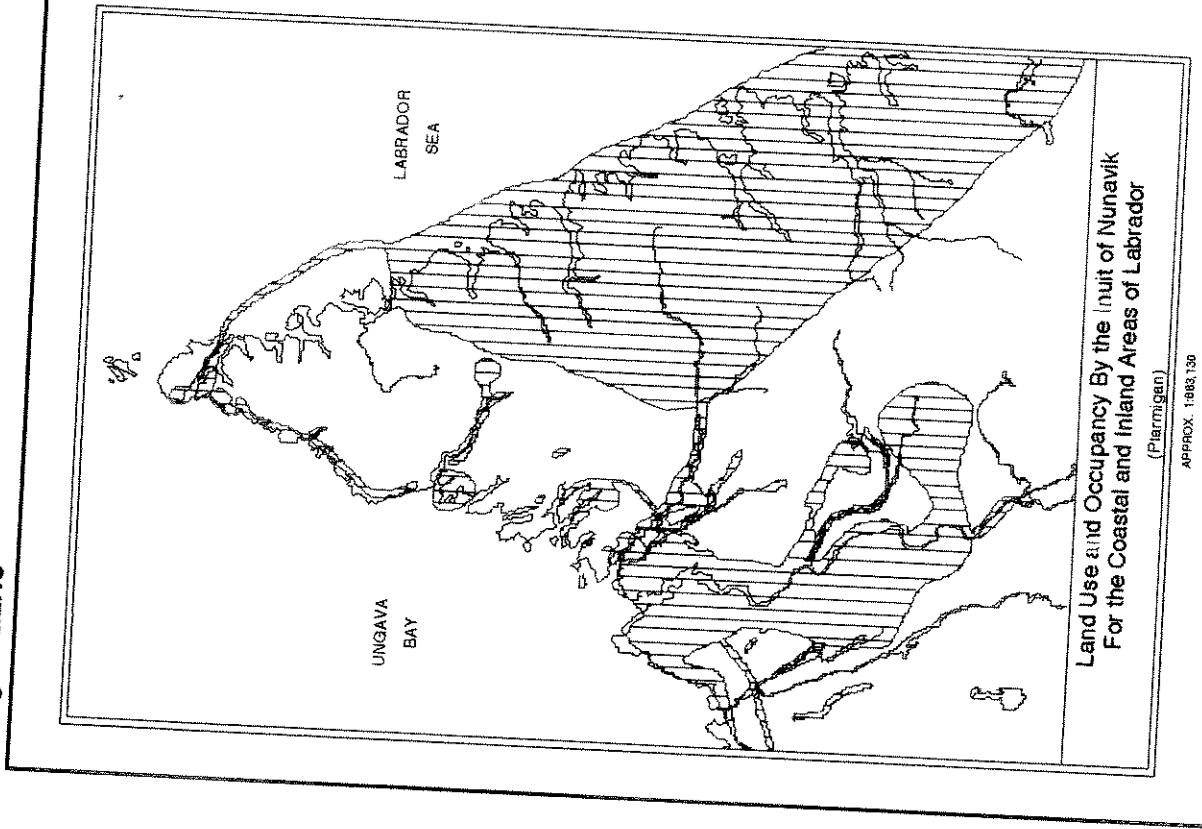 LABRADOR
SEA
UNGAVA
BAY
Land Use and Occupancy By the Inuit of Nunavik
For the Coastal and Inland Areas of Labrador
(Ptarmigan)
APPROX. 1:883,130